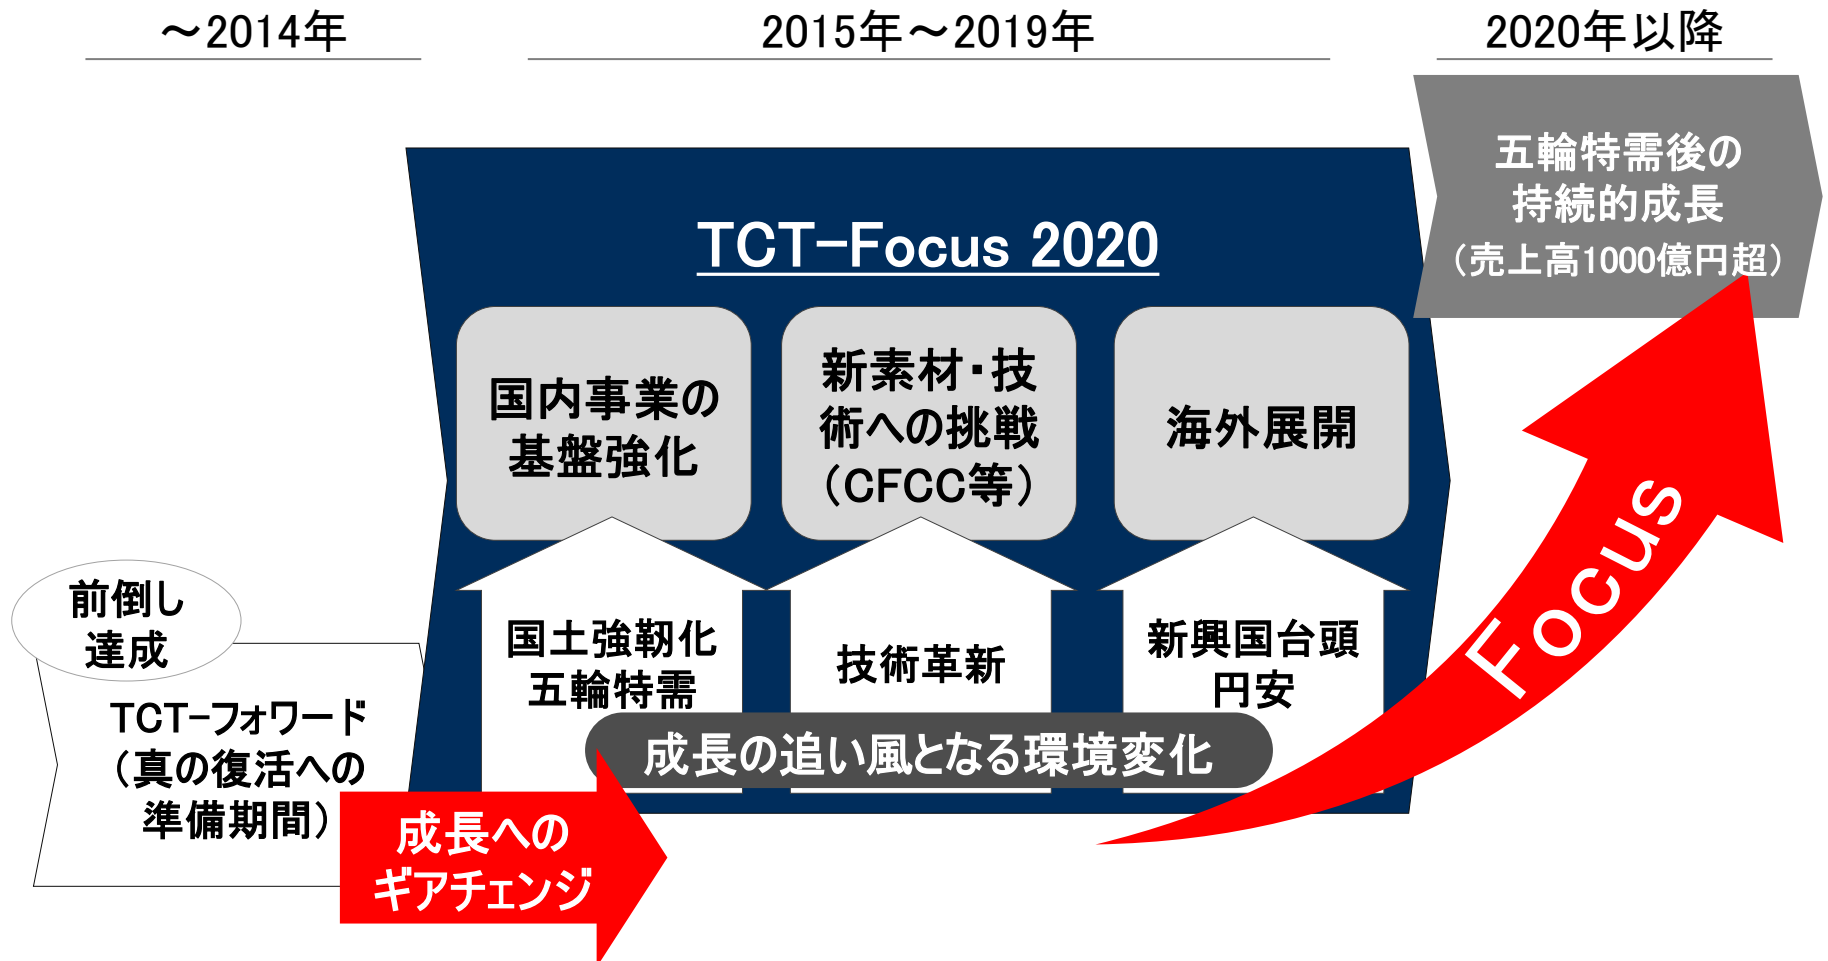 ～2014年
2015年～2019年
2020年以降
五輪特需後の
持続的成長
（売上高1000億円超）
TCT-Focus 2020
国内事業の
基盤強化
新素材・技
術への挑戦
（CFCC等）
海外展開
国土強靭化
五輪特需
技術革新
新興国台頭
円安
成長の追い風となる環境変化
前倒し
達成
TCT-フォワード
（真の復活への
準備期間）
成長への
ギアチェンジ
Focus